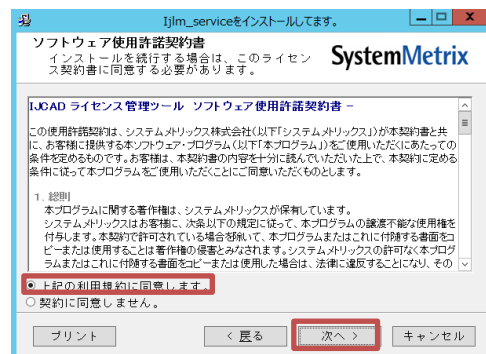 Ijlm_serviceをインストールしてます。
ソフトウェア使用許諾契約書
インストールを続行する場合は、このライセン
ス契約書に同意する必要があります。
SystemMetrix
IJCAD ライセンス管理ツール ソフトウェア使用許諾契約書 −
この使用許諾契約は、システムメトリックス株式会社(以下「システムメトリックス」)が本契約書と共
に、お客様に提供する本ソフトウェア・プログラム(以下「本プログラム」)をご使用いただくにあたっての
条件を定めるものです。お客様は、本契約書の内容を十分に読んでいただいた上で、本契約に定める
条件に従って本プログラムをご使用いただくことにご同意いただくものとします。
1. 総則
本プログラムに関する著作権は、システムメトリックスが保有しています。
システムメトリックスはお客様に、次条以下の規定に従って、本プログラムの譲渡不能な使用権を
付与します。本契約で許可されている場合を除いて、本プログラムまたはこれに付随する書面をコ
ピーまたは使用することは著作権の侵害とみなされます。システムメトリックスの許可なく本プログ
ラムまたはこれに付随する書面をコピーまたは使用した場合は、法律に違反することになり、その
上記の利用規約に同意します。
契約に同意しません。
プリント
< 戻る
次へ >
キャンセル